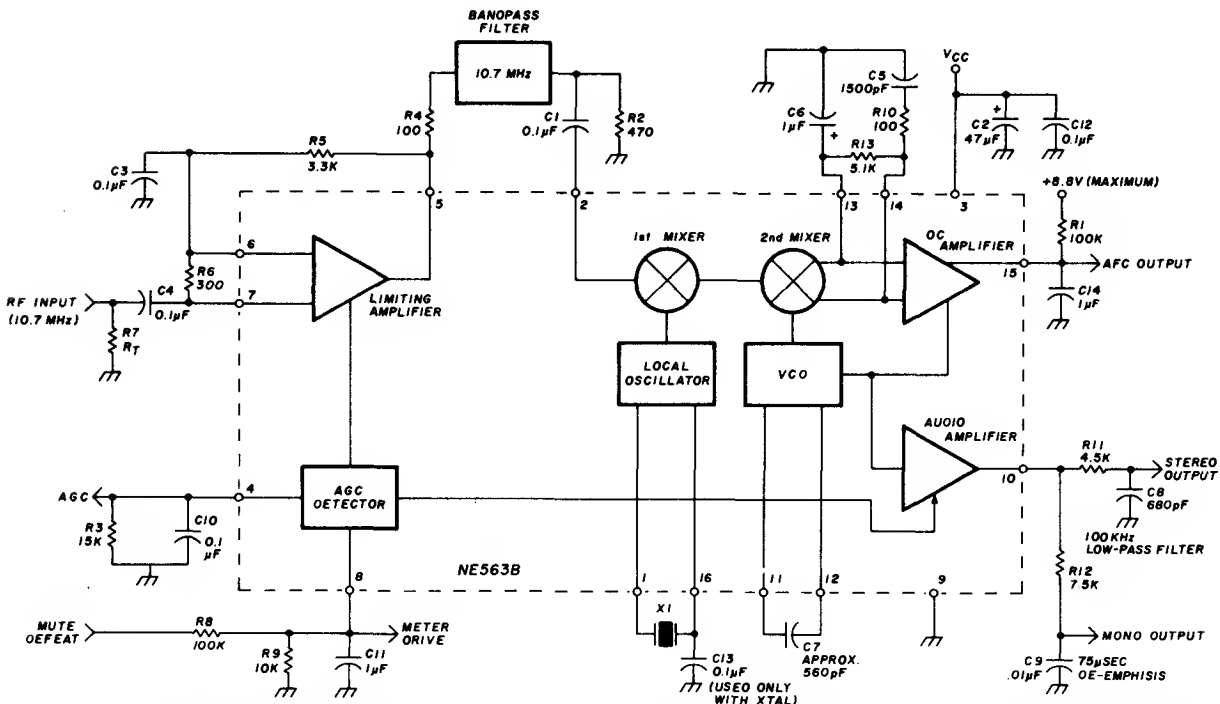 BANOPASS
FILTER
10.7 MHz
R4
100
C1
0.1µF
R2
470
C5
1500pF
C6
1µF
+
R10
100
R13
5.1K
VCC
+
C2
47µF
C12
0.1µF
C3
0.1µF
R5
3.3K
5
2
13
14
3
+8.8V (MAXIMUM)
R1
100K
6
R6
300
7
C4
0.1µF
RF INPUT
(10.7 MHz)
R7
RT
LIMITING
AMPLIFIER
1st MIXER
2nd MIXER
OC
AMPLIFIER
15
AFC OUTPUT
C14
1µF
LOCAL
OSCILLATOR
VCO
AUOIO
AMPLIFIER
10
R11
4.5K
STEREO
OUTPUT
C8
680pF
100 KHz
LOW-PASS FILTER
AGC
4
AGC
DETECTOR
R3
15K
C10
0.1
µF
8
NE563B
1
16
11
12
9
R12
7.5K
MUTE
OEFEAT
R8
100K
METER
DRIVE
R9
10K
C11
1µF
X1
C13
0.1µF
(USEO ONLY
WITH XTAL)
C7
APPROX.
560pF
MONO OUTPUT
C9
.01µF
75µSEC
OE-EMPHISIS